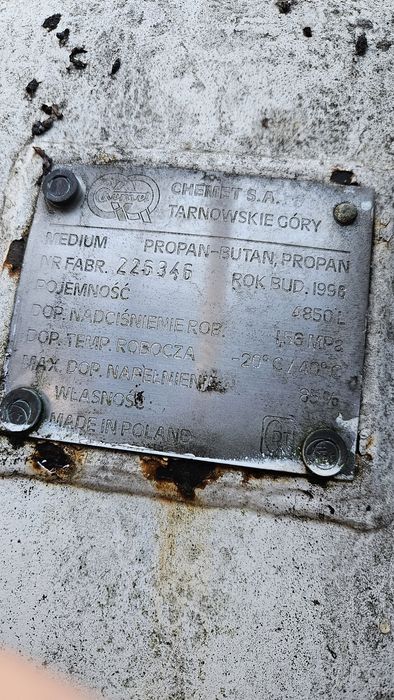 CHEMET S.A.
TARNOWSKIE GÓRY
MEDIUM PROPAN-BUTAN, PROPAN
NR FABR. 225346 ROK BUD. 1996
POJEMNOŚĆ 4850 L
DOP. NADCIŚNIENIE ROB. 1,56 MPa
DOP. TEMP. ROBOCZA -20°C / 40°C
MAX. DOP. NAPEŁNIENIE 85 %
WŁASNOŚĆ
MADE IN POLAND